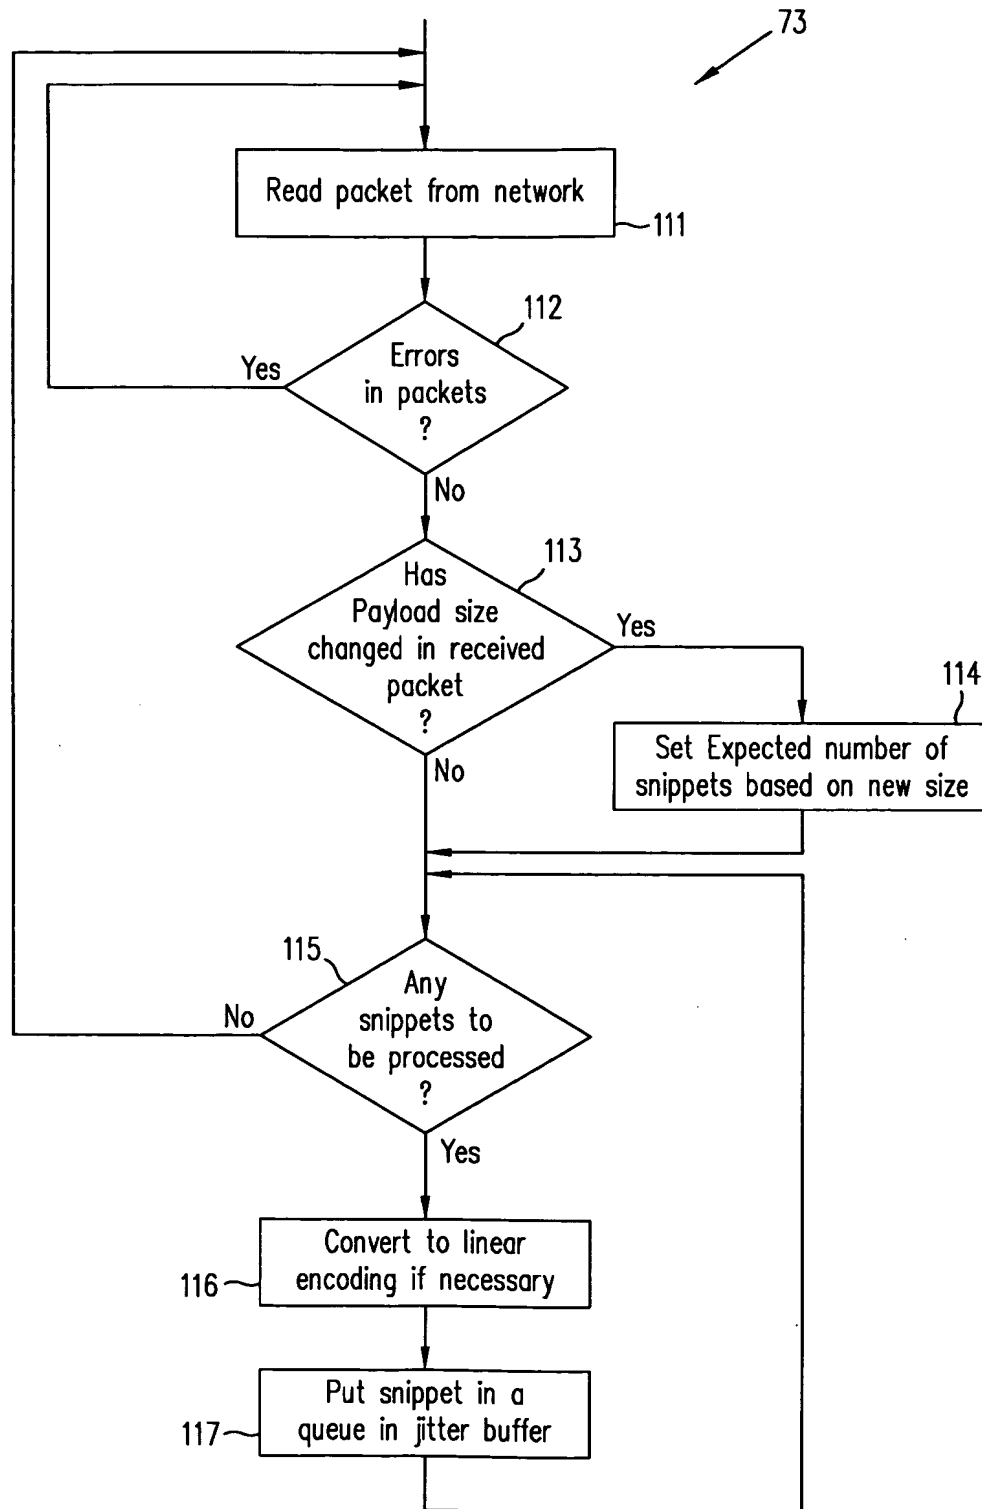 73
Read packet from network
111
112
Errors
in packets
?
Yes
No
113
Has
Payload size
changed in received
packet
?
Yes
No
114
Set Expected number of
snippets based on new size
115
Any
snippets to
be processed
?
No
Yes
Convert to linear
encoding if necessary
116
Put snippet in a
queue in jitter buffer
117